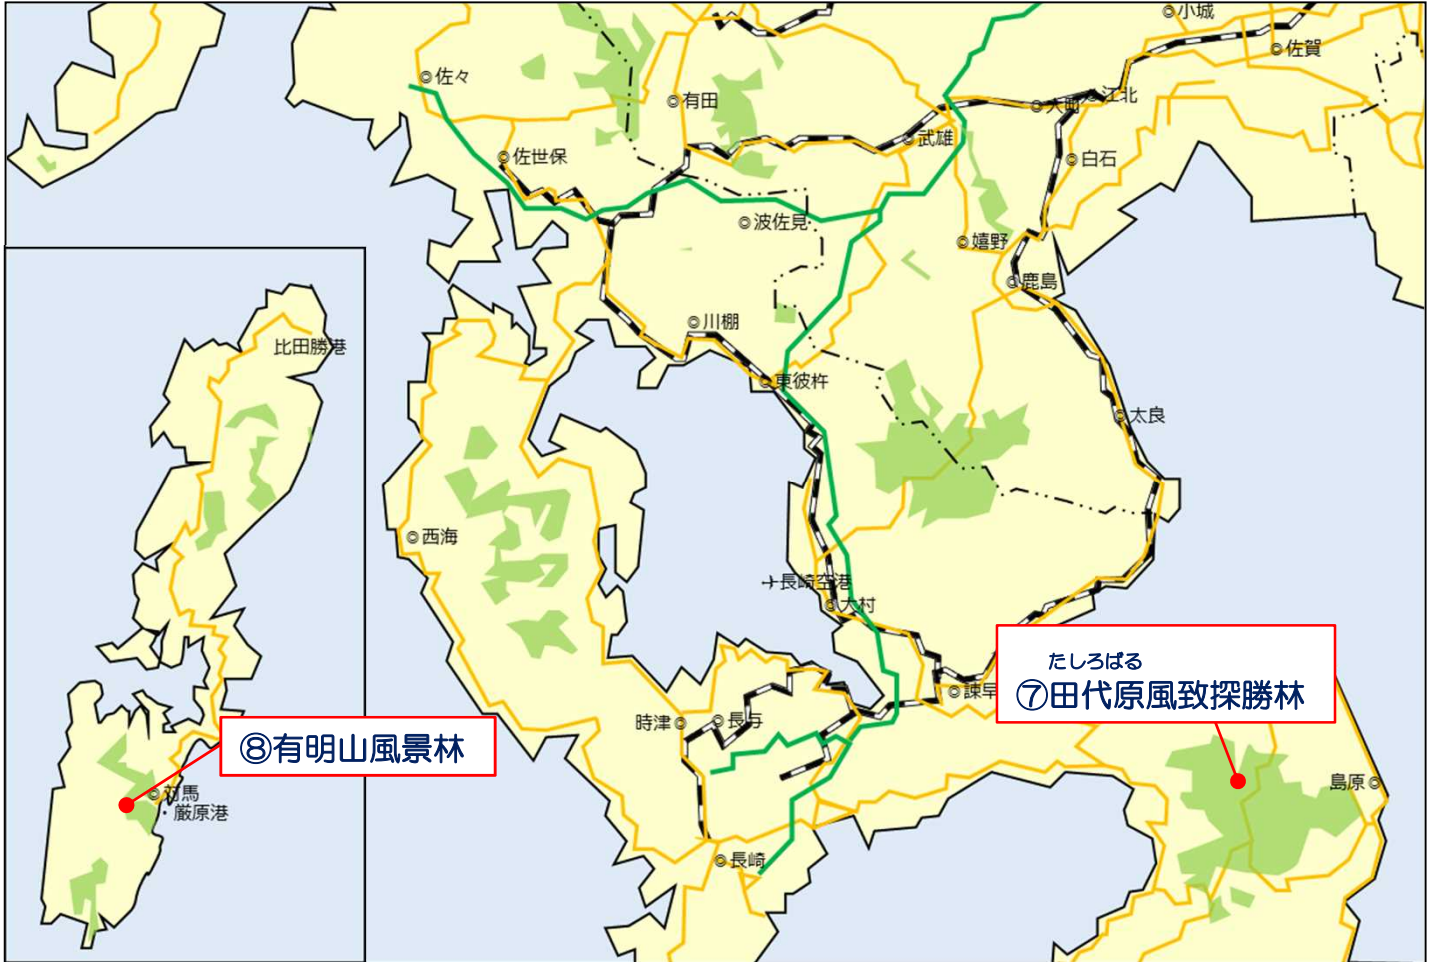 ◎小城
◎佐賀
◎佐々
◎有田
◎大町
◎江北
◎武雄
◎佐世保
◎白石
◎波佐見
◎嬉野
◎鹿島
◎川棚
比田勝港
◎東彼杵
◎太良
◎西海
長崎空港
◎大村
たしろばる
⑦田代原風致探勝林
◎諫早
時津◎
◎長与
⑧有明山風景林
島原◎
◎対馬
・厳原港
◎長崎